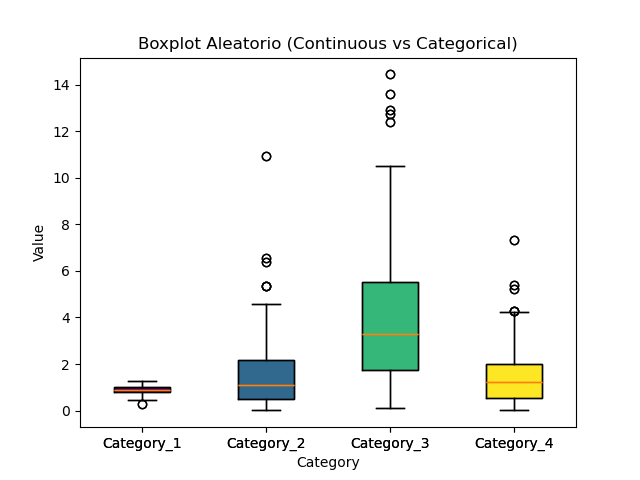 Boxplot Aleatorio (Continuous vs Categorical)
14
12
10
8
6
4
2
0
Value
Category_1 Category_2 Category_3 Category_4
Category